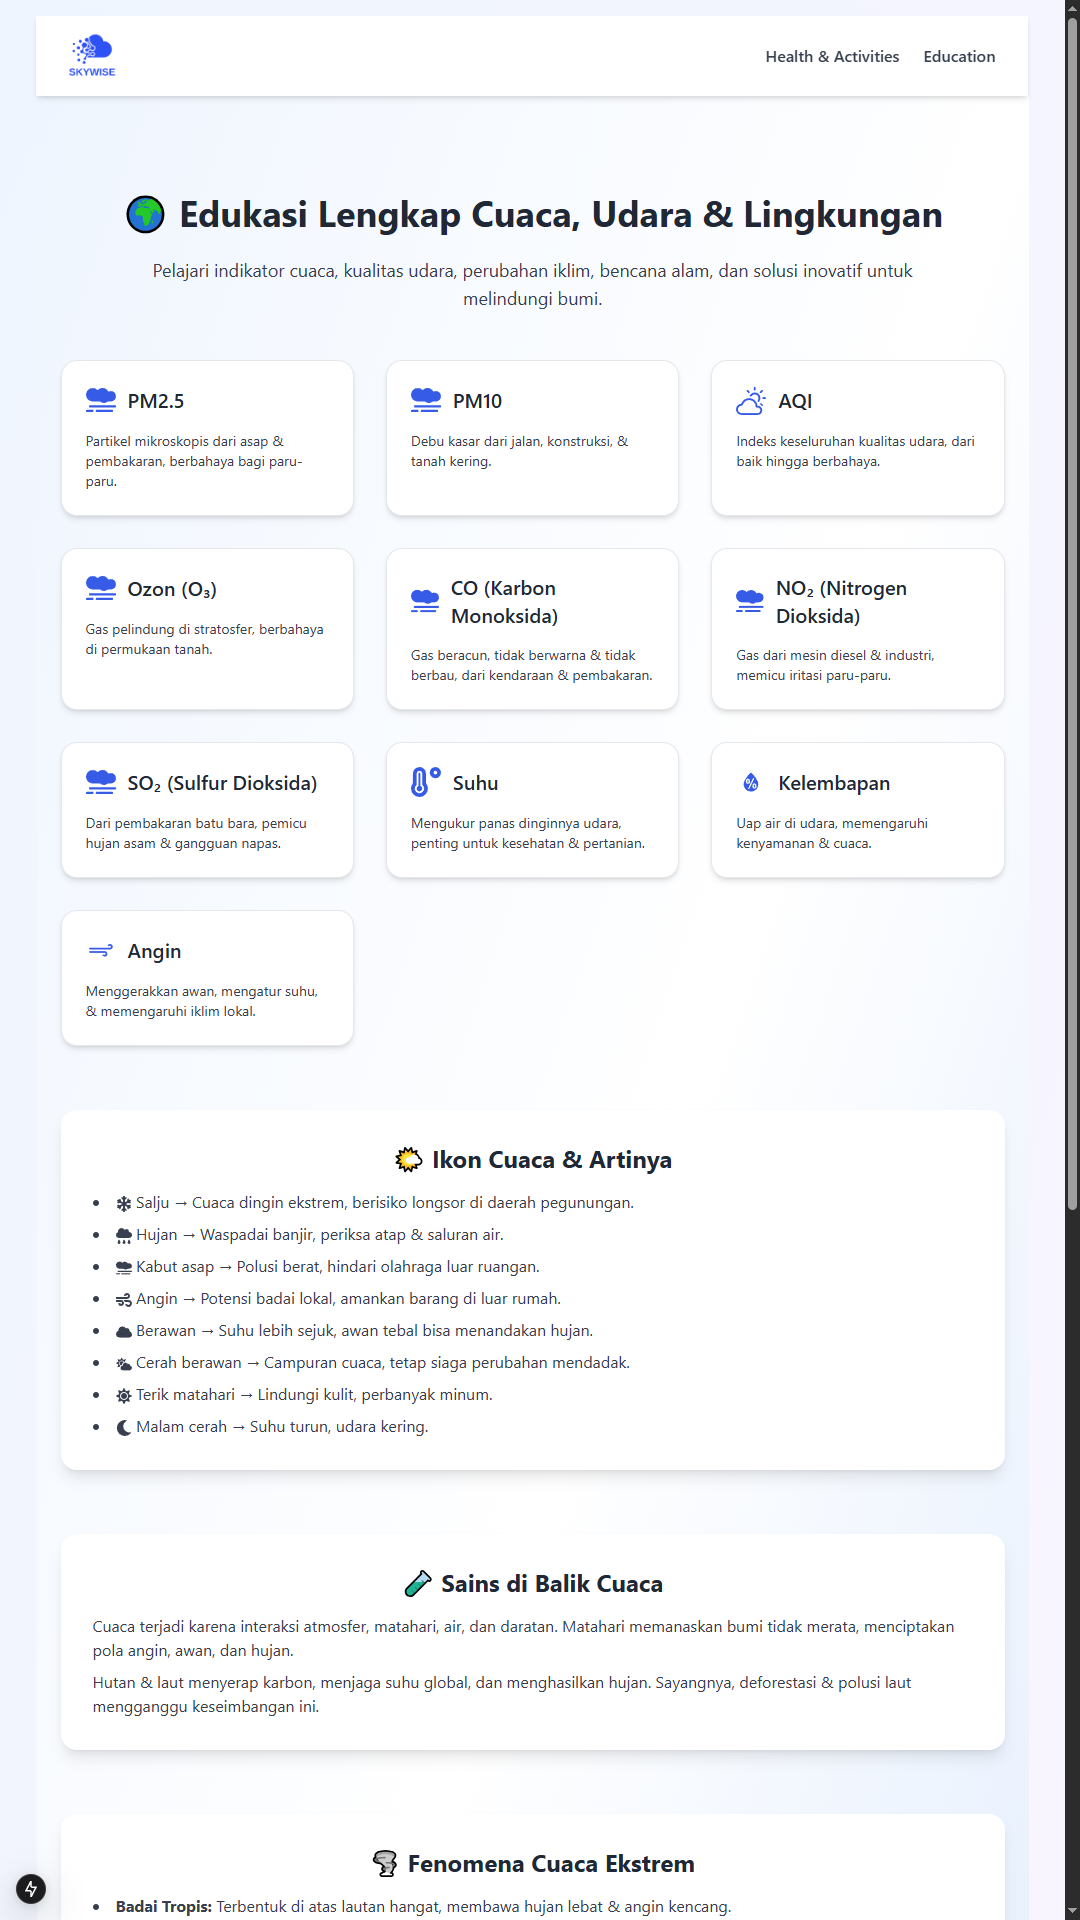 SKYWISE
Health & Activities
Education
Edukasi Lengkap Cuaca, Udara & Lingkungan
Pelajari indikator cuaca, kualitas udara, perubahan iklim, bencana alam, dan solusi inovatif untuk
melindungi bumi.
PM2.5
Partikel mikroskopis dari asap &
pembakaran, berbahaya bagi paru-
paru.
PM10
Debu kasar dari jalan, konstruksi, &
tanah kering.
AQI
Indeks keseluruhan kualitas udara, dari
baik hingga berbahaya.
Ozon (O₃)
Gas pelindung di stratosfer, berbahaya
di permukaan tanah.
CO (Karbon
Monoksida)
Gas beracun, tidak berwarna & tidak
berbau, dari kendaraan & pembakaran.
NO₂ (Nitrogen
Dioksida)
Gas dari mesin diesel & industri,
memicu iritasi paru-paru.
SO₂ (Sulfur Dioksida)
Dari pembakaran batu bara, pemicu
hujan asam & gangguan napas.
Suhu
Mengukur panas dinginnya udara,
penting untuk kesehatan & pertanian.
Kelembapan
Uap air di udara, memengaruhi
kenyamanan & cuaca.
Angin
Menggerakkan awan, mengatur suhu,
& memengaruhi iklim lokal.
Ikon Cuaca & Artinya
Salju → Cuaca dingin ekstrem, berisiko longsor di daerah pegunungan.
Hujan → Waspadai banjir, periksa atap & saluran air.
Kabut asap → Polusi berat, hindari olahraga luar ruangan.
Angin → Potensi badai lokal, amankan barang di luar rumah.
Berawan → Suhu lebih sejuk, awan tebal bisa menandakan hujan.
Cerah berawan → Campuran cuaca, tetap siaga perubahan mendadak.
Terik matahari → Lindungi kulit, perbanyak minum.
Malam cerah → Suhu turun, udara kering.
Sains di Balik Cuaca
Cuaca terjadi karena interaksi atmosfer, matahari, air, dan daratan. Matahari memanaskan bumi tidak merata, menciptakan
pola angin, awan, dan hujan.
Hutan & laut menyerap karbon, menjaga suhu global, dan menghasilkan hujan. Sayangnya, deforestasi & polusi laut
mengganggu keseimbangan ini.
Fenomena Cuaca Ekstrem
Badai Tropis: Terbentuk di atas lautan hangat, membawa hujan lebat & angin kencang.